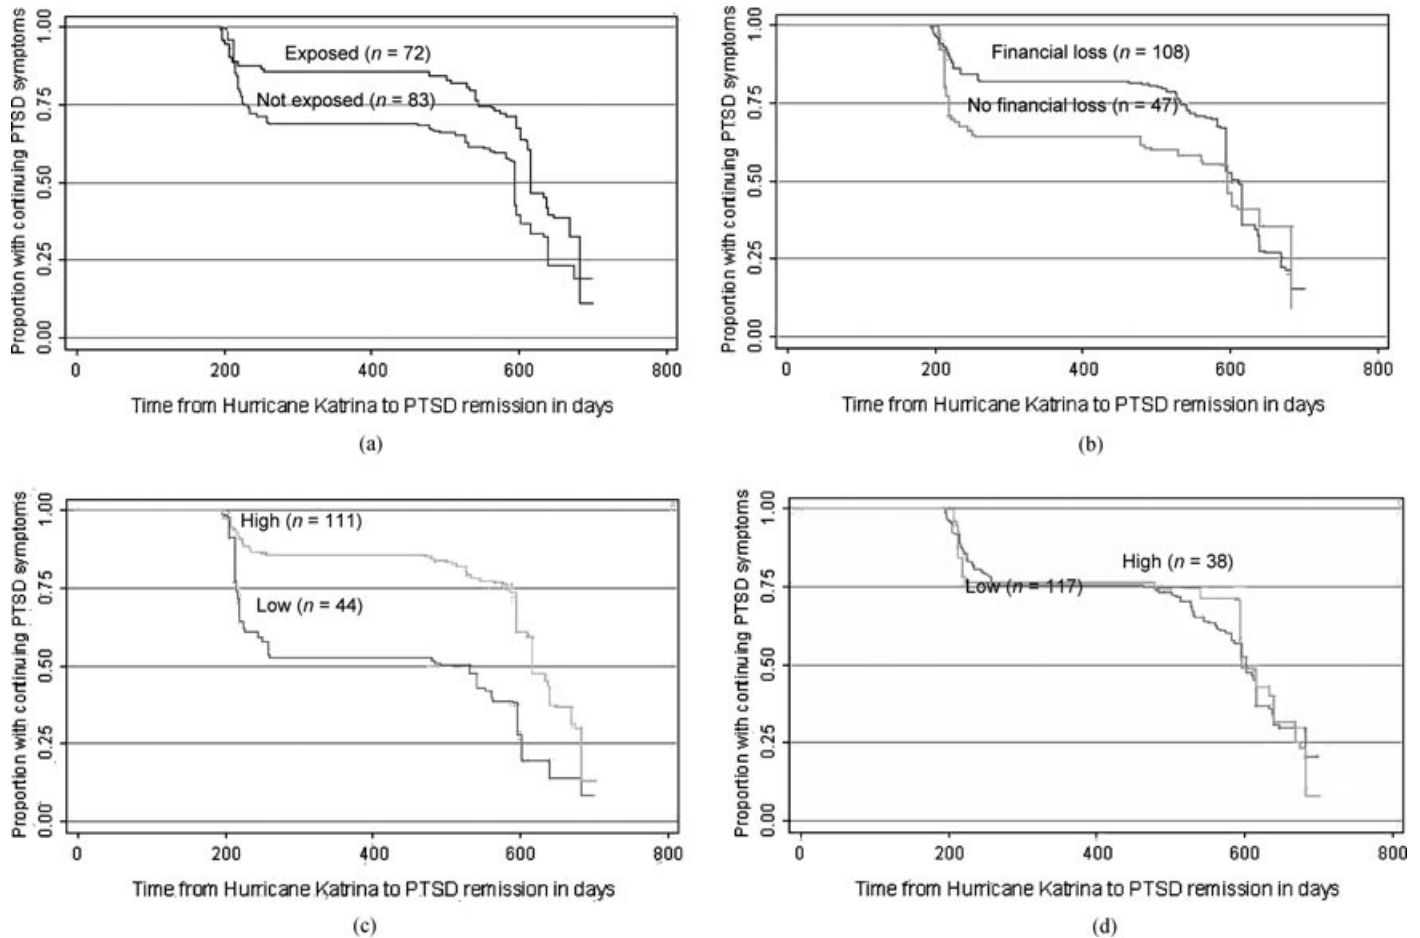 Proportion with continuing PTSD symptoms
1.00
0.75
0.50
0.25
0.00
Exposed (n = 72)
Not exposed (n = 83)
0 200 400 600 800
Time from Hurricane Katrina to PTSD remission in days
(a)
Proportion with continuing PTSD symptoms
1.00
0.75
0.50
0.25
0.00
Financial loss (n = 108)
No financial loss (n = 47)
0 200 400 600 800
Time from Hurricane Katrina to PTSD remission in days
(b)
Proportion with continuing PTSD symptoms
1.00
0.75
0.50
0.25
0.00
High (n = 111)
Low (n = 44)
0 200 400 600 800
Time from Hurricane Katrina to PTSD remission in days
(c)
Proportion with continuing PTSD symptoms
1.00
0.75
0.50
0.25
0.00
High (n = 38)
Low (n = 117)
0 200 400 600 800
Time from Hurricane Katrina to PTSD remission in days
(d)